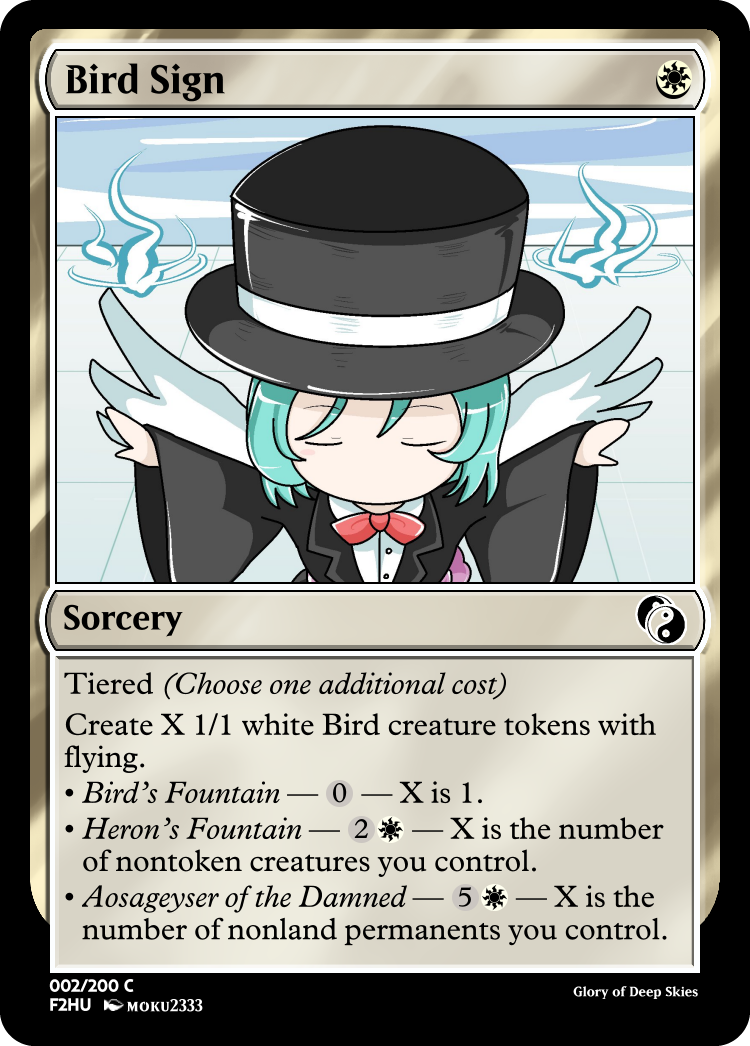 Bird Sign
Sorcery
Tiered (Choose one additional cost)
Create X 1/1 white Bird creature tokens with
flying.
• Bird's Fountain — 0 — X is 1.
• Heron's Fountain — 2 — X is the number
of nontoken creatures you control.
• Aosageyser of the Damned — 5 — X is the
number of nonland permanents you control.
002/200 C
F2HU MOKU2333
Glory of Deep Skies